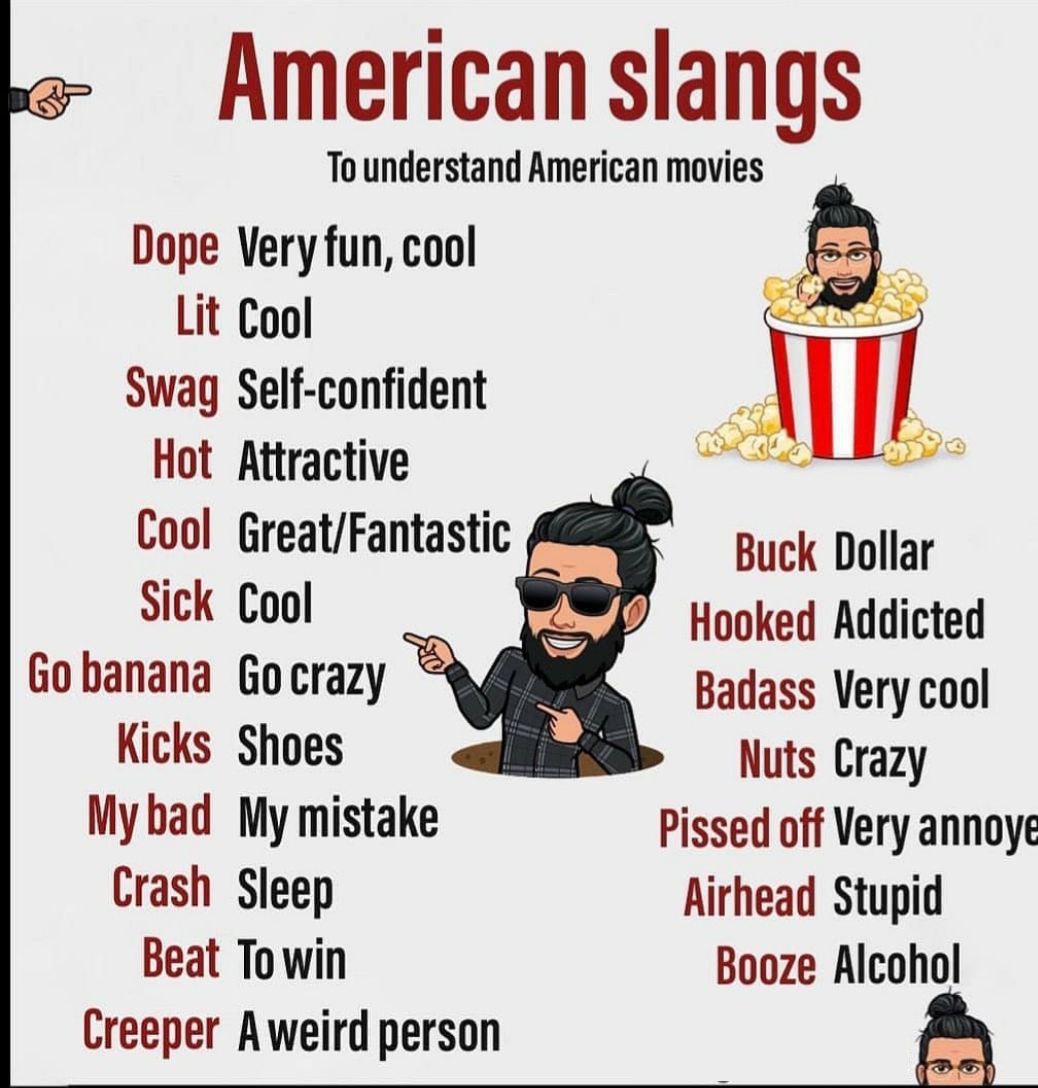 American slangs
To understand American movies
Dope Very fun, cool
Lit Cool
Swag Self-confident
Hot Attractive
Cool Great/Fantastic
Sick Cool
Go banana Go crazy
Kicks Shoes
My bad My mistake
Crash Sleep
Beat To win
Creeper A weird person
Buck Dollar
Hooked Addicted
Badass Very cool
Nuts Crazy
Pissed off Very annoye
Airhead Stupid
Booze Alcohol